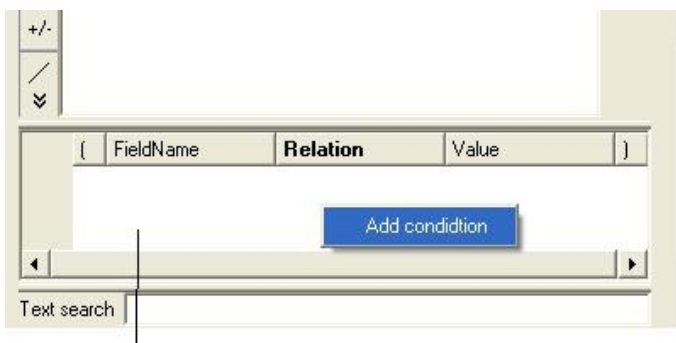 +/-
( FieldName Relation Value )
Add condidtion
Text search